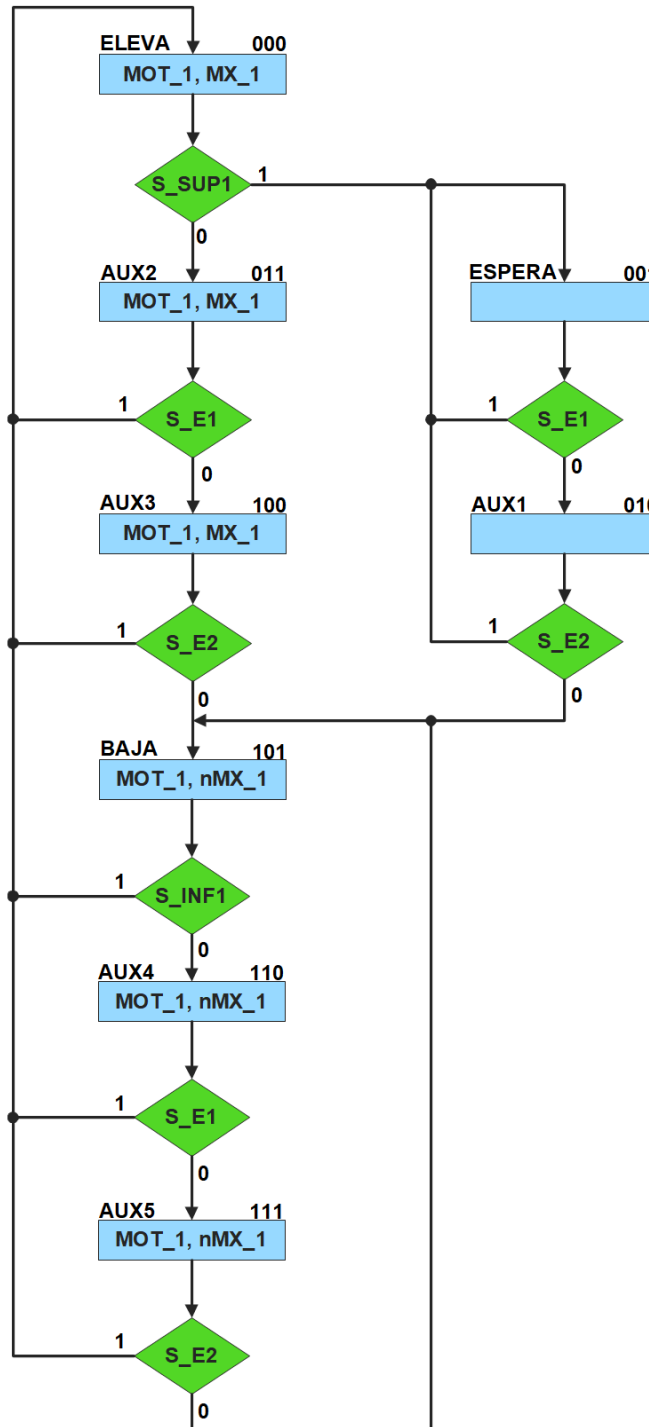 ELEVA 000
MOT_1, MX_1
S_SUP1 1
0
AUX2 011
MOT_1, MX_1
ESPERA 001
1 S_E1
0
1 S_E1
0
AUX3 100
MOT_1, MX_1
AUX1 010
1 S_E2
0
1 S_E2
0
BAJA 101
MOT_1, nMX_1
1 S_INF1
0
AUX4 110
MOT_1, nMX_1
1 S_E1
0
AUX5 111
MOT_1, nMX_1
1 S_E2
0